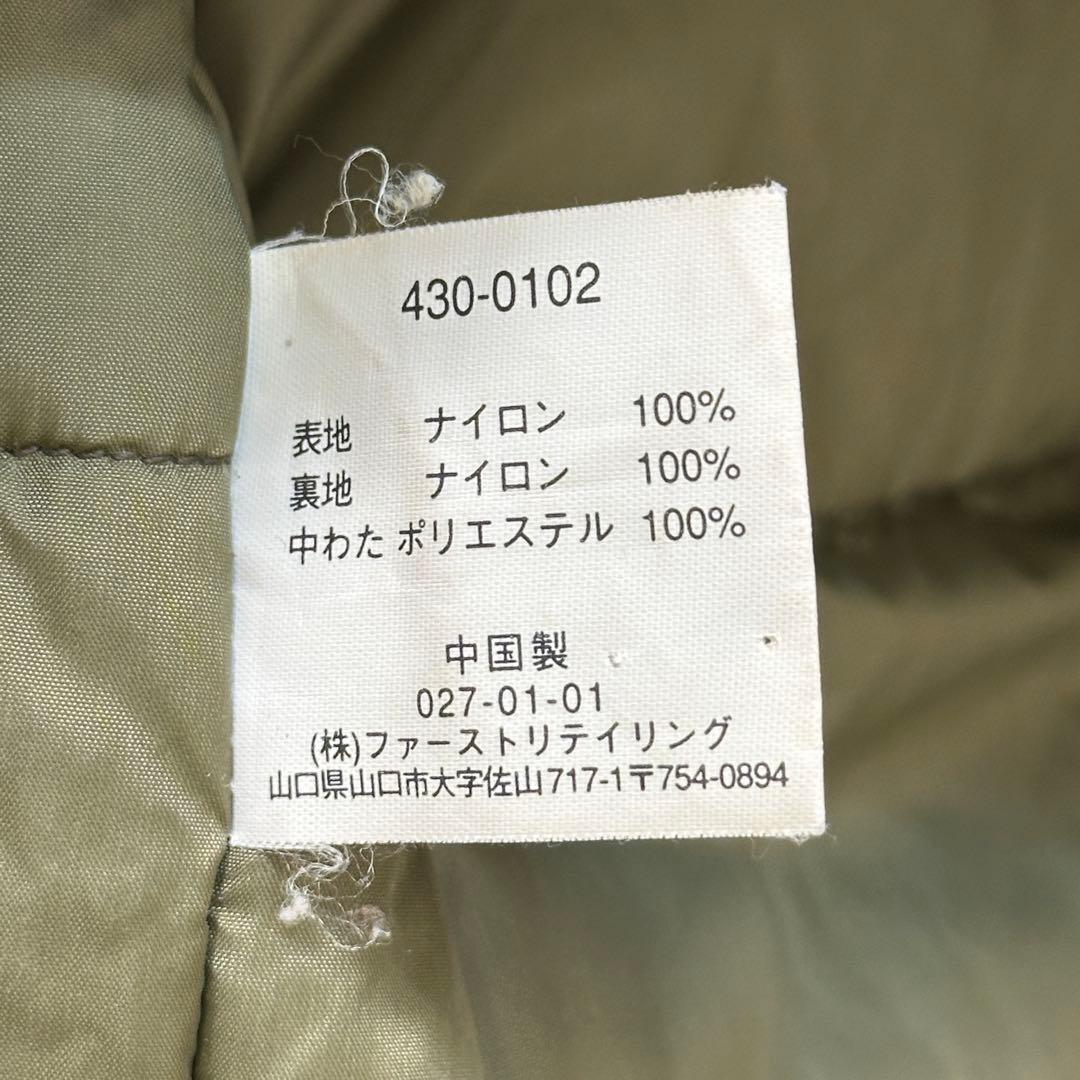 430-0102
表地 ナイロン 100%
裏地 ナイロン 100%
中わた ポリエステル 100%
中国製
027-01-01
(株)ファーストリテイリング
山口県山口市大字佐山717-1〒754-0894